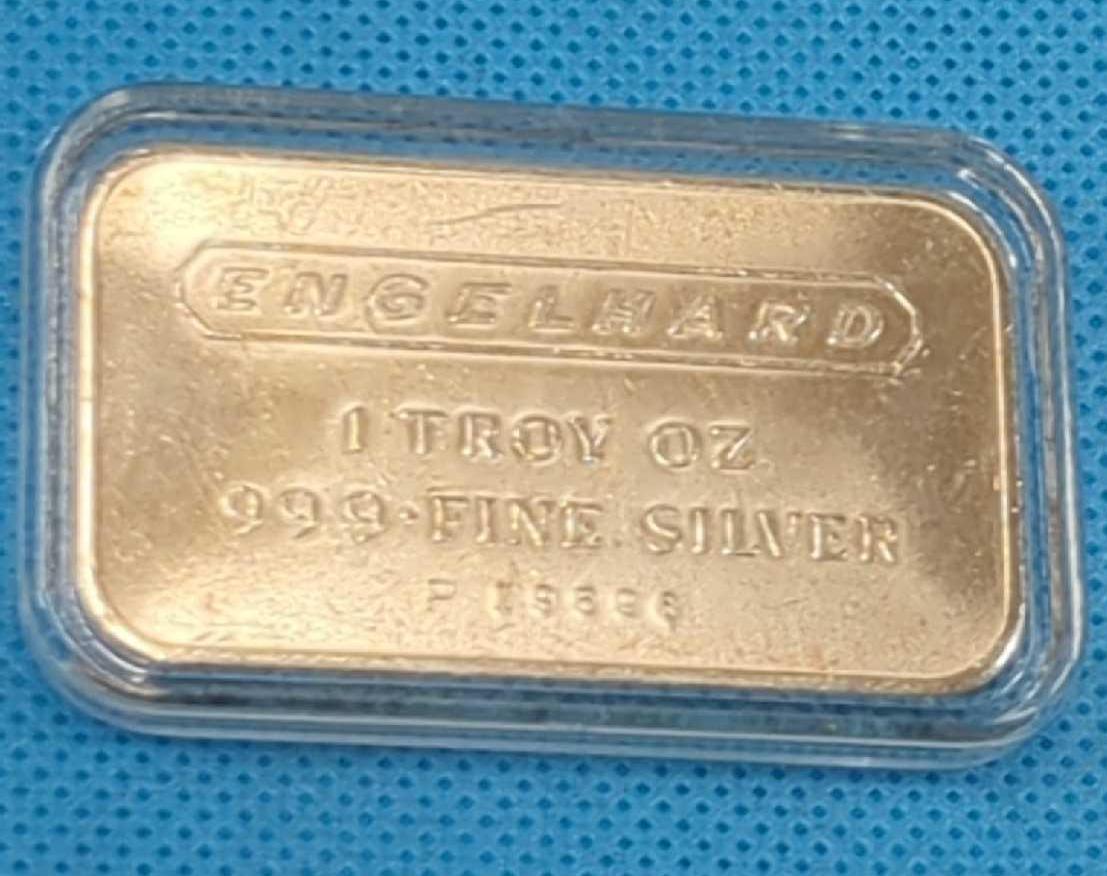 ENGELHARD
1 TROY OZ
999·FINE SILVER
P